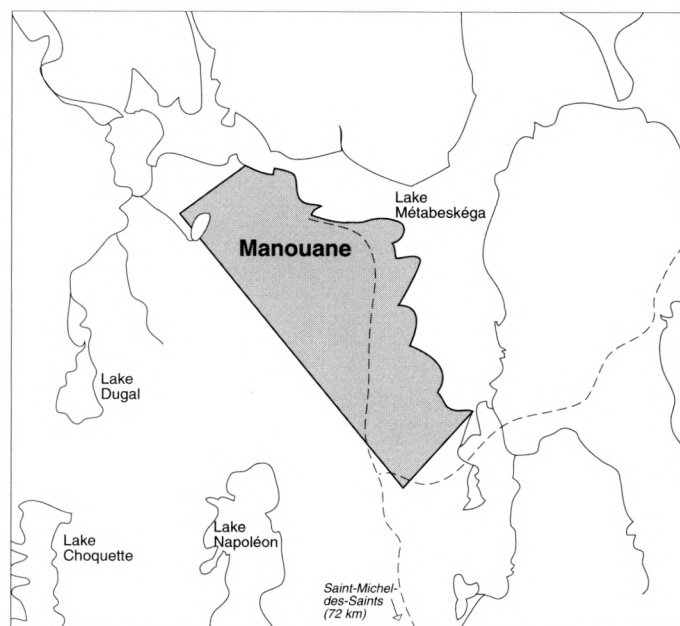 Lake
Métabeskéga
Manouane
Lake
Dugal
Lake
Choquette
Lake
Napoléon
Saint-Michel-
des-Saints
(72 km)